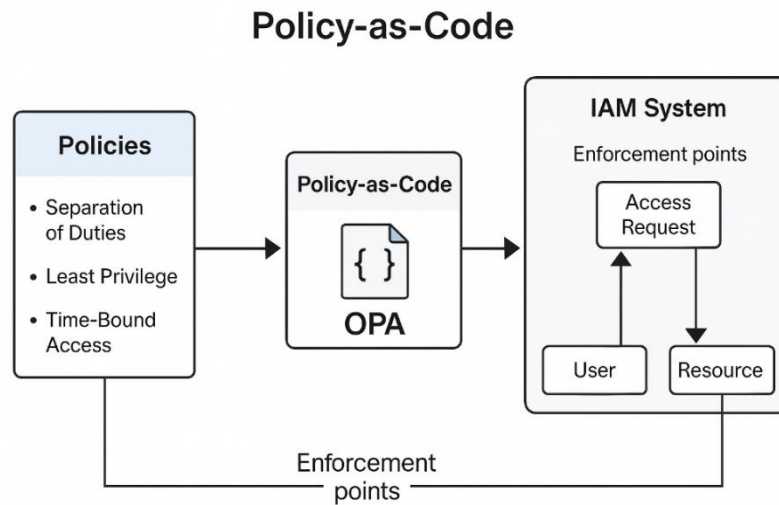 Policy-as-Code
Policies
• Separation
of Duties
• Least Privilege
• Time-Bound
Access
Policy-as-Code
{ }
OPA
IAM System
Enforcement points
Access
Request
User
Resource
Enforcement
points